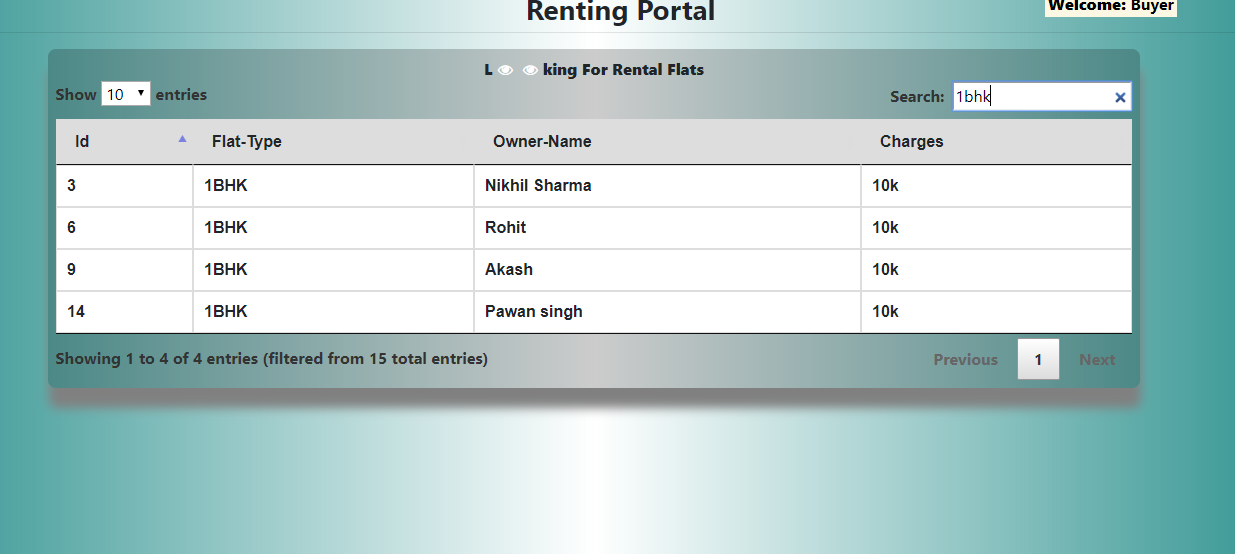 Renting Portal
Welcome: Buyer
L king For Rental Flats
Show 10 entries
Search: 1bhk
Id Flat-Type Owner-Name Charges
3 1BHK Nikhil Sharma 10k
6 1BHK Rohit 10k
9 1BHK Akash 10k
14 1BHK Pawan singh 10k
Showing 1 to 4 of 4 entries (filtered from 15 total entries)
Previous 1 Next